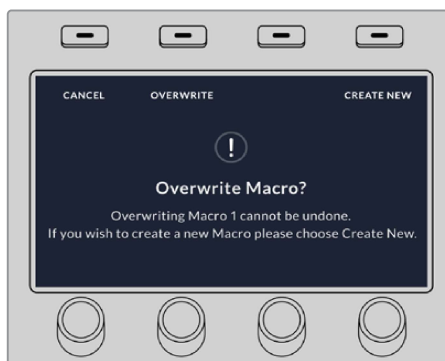 CANCEL OVERWRITE CREATE NEW
!
Overwrite Macro?
Overwriting Macro 1 cannot be undone.
If you wish to create a new Macro please choose Create New.